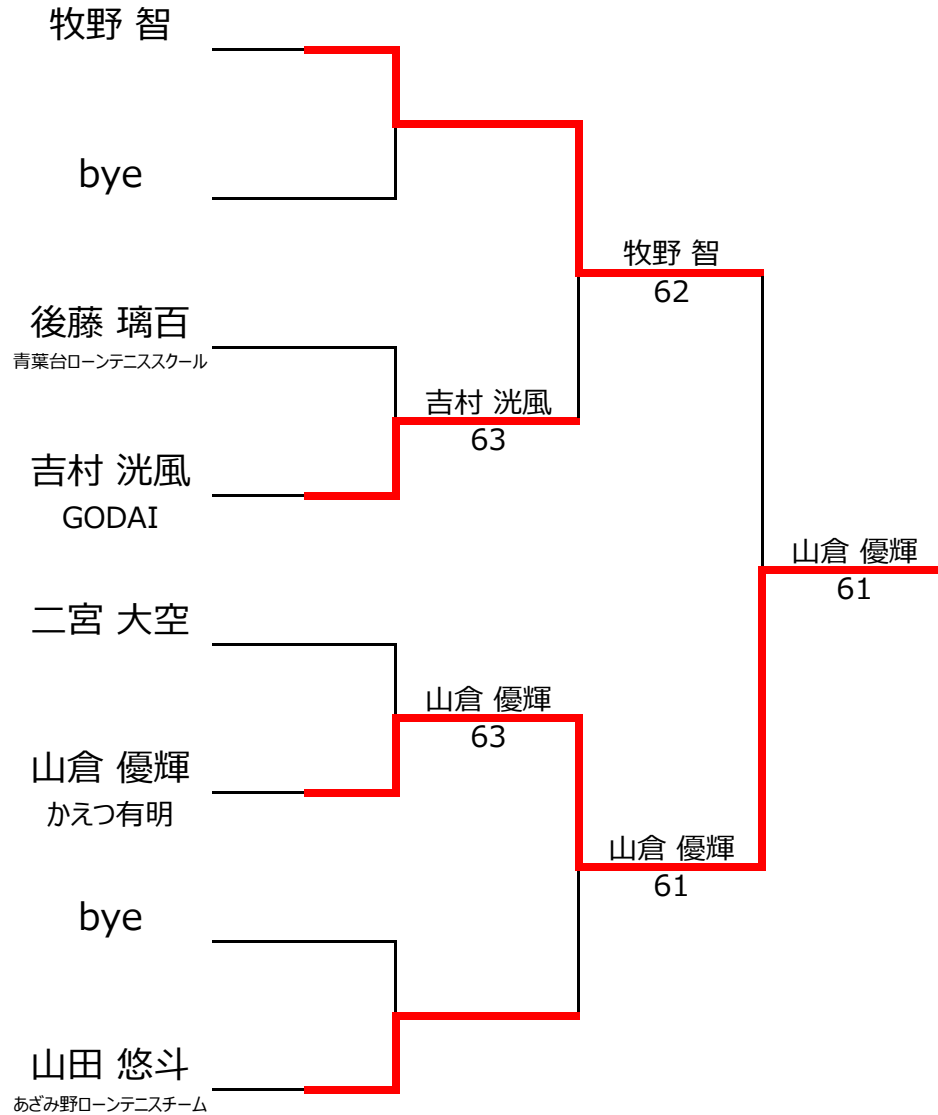 牧野 智
bye
後藤 璃百
青葉台ローンテニススクール
吉村 洸風
GODAI
二宮 大空
山倉 優輝
かえつ有明
bye
山田 悠斗
あざみ野ローンテニスチーム
吉村 洸風
63
山倉 優輝
63
牧野 智
62
山倉 優輝
61
山倉 優輝
61